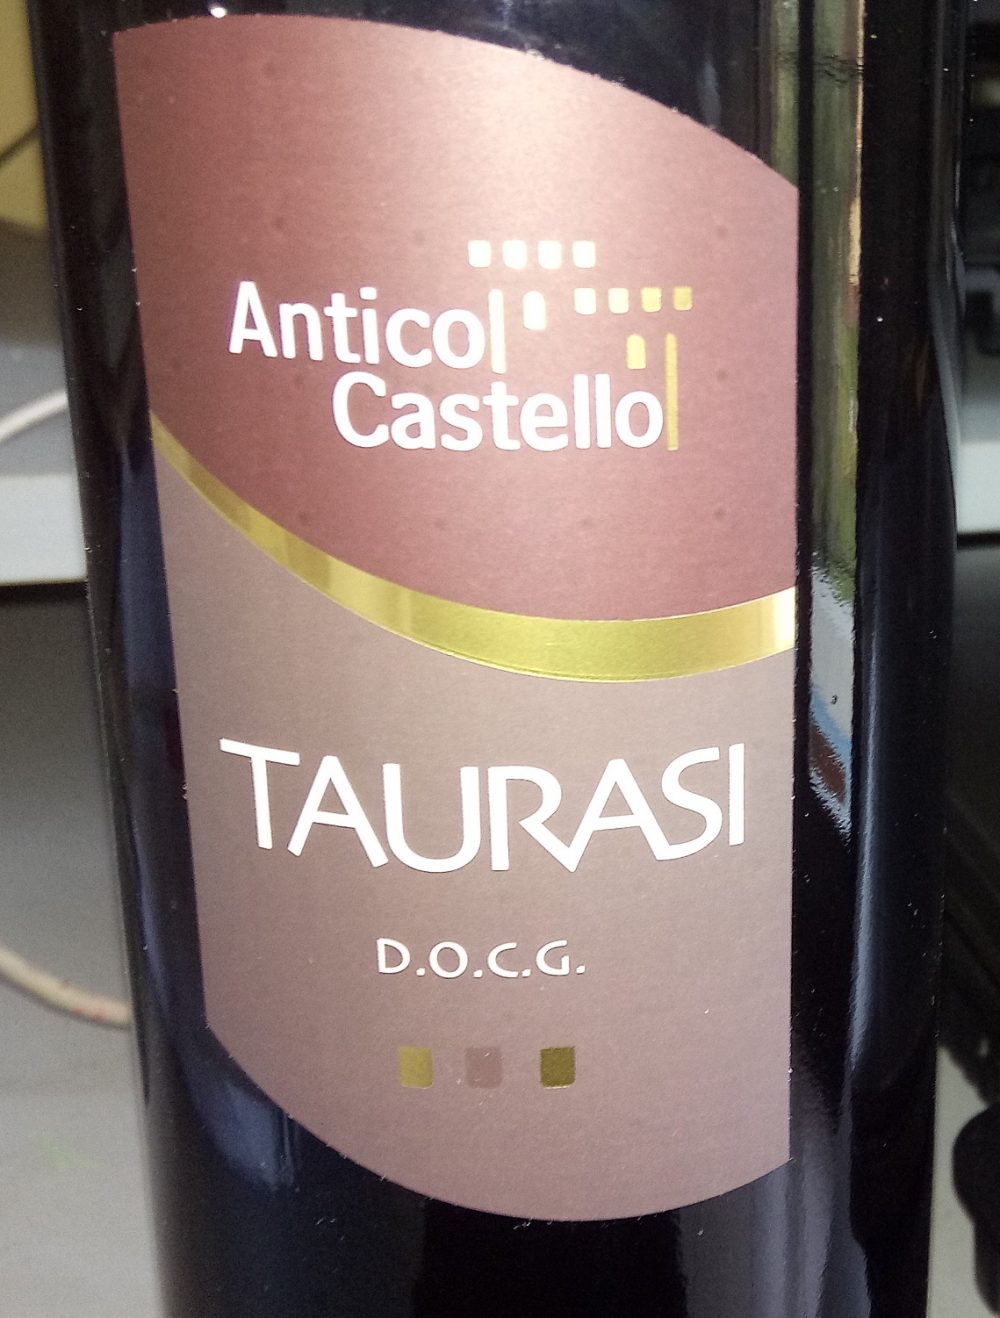 Antico
Castello
TAURASI
D.O.C.G.